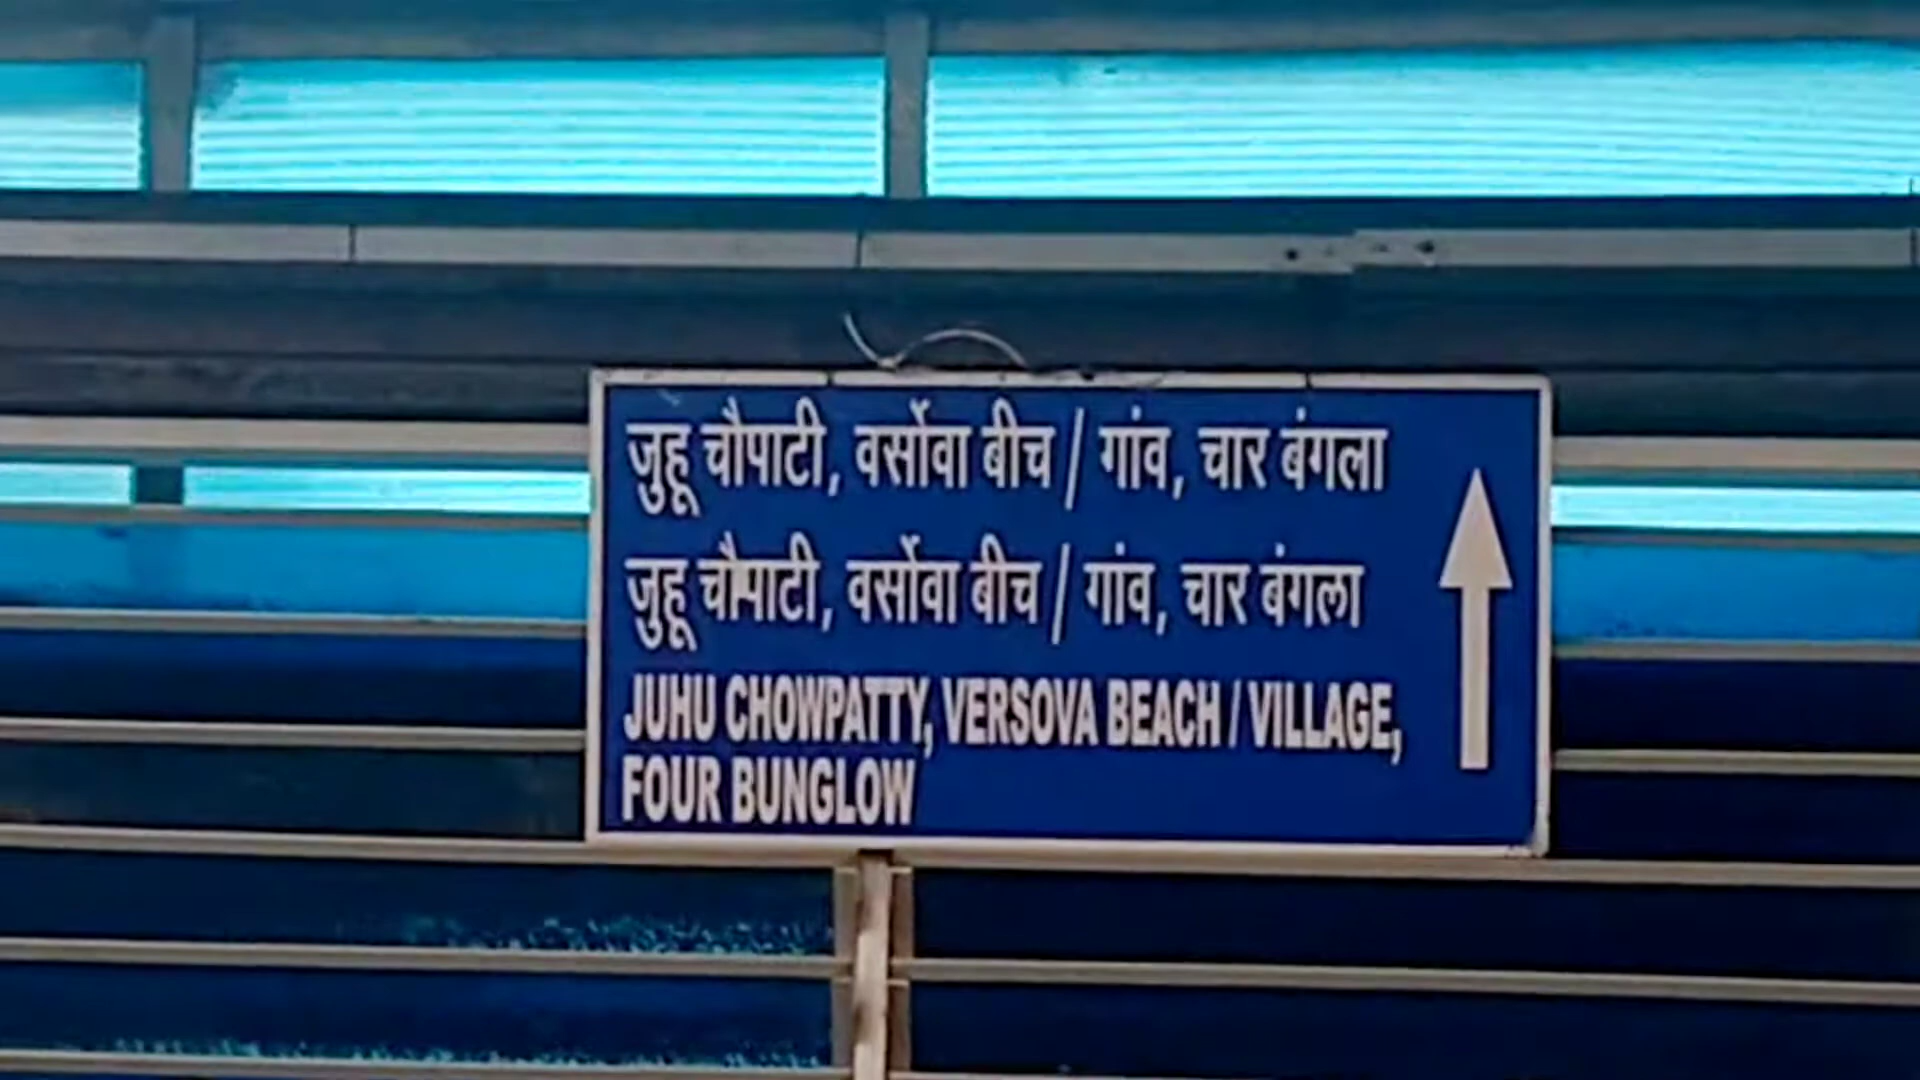 जुहू चौपाटी, वर्सोवा बीच / गांव, चार बंगला
जुहू चौपाटी, वर्सोवा बीच / गांव, चार बंगला
JUHU CHOWPATTY, VERSOVA BEACH / VILLAGE,
FOUR BUNGLOW